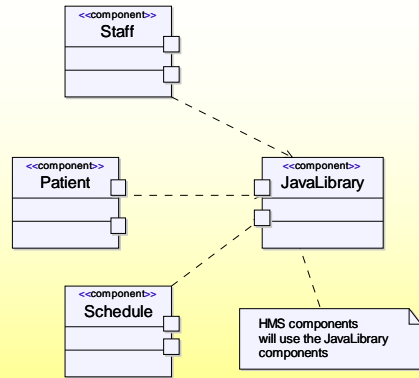 <<component>>
Staff
<<component>>
Patient
<<component>>
JavaLibrary
<<component>>
Schedule
HMS components
will use the JavaLibrary
components